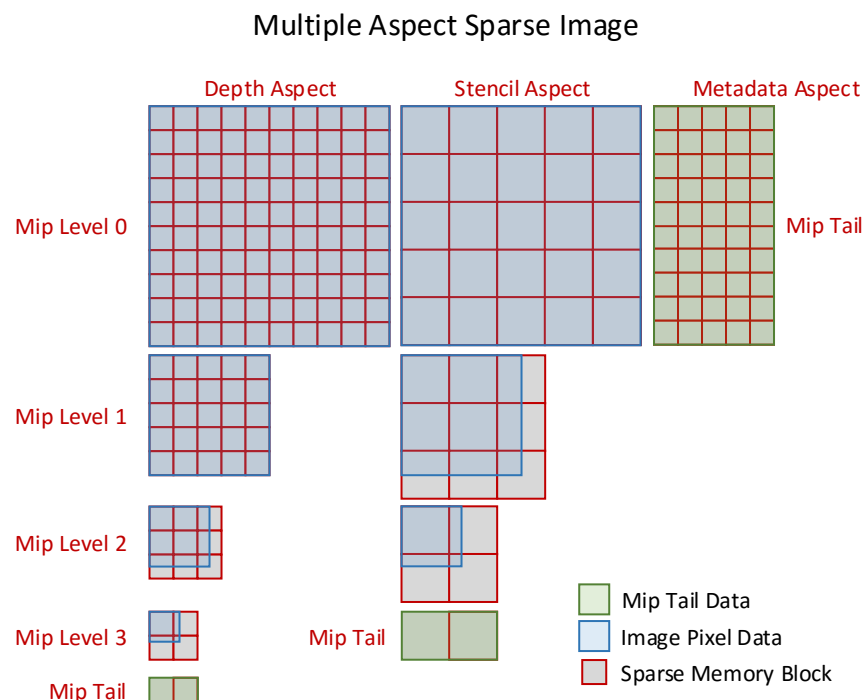 Multiple Aspect Sparse Image
Depth Aspect
Stencil Aspect
Metadata Aspect
Mip Level 0
Mip Tail
Mip Level 1
Mip Level 2
Mip Level 3
Mip Tail
Mip Tail
Mip Tail Data
Image Pixel Data
Sparse Memory Block